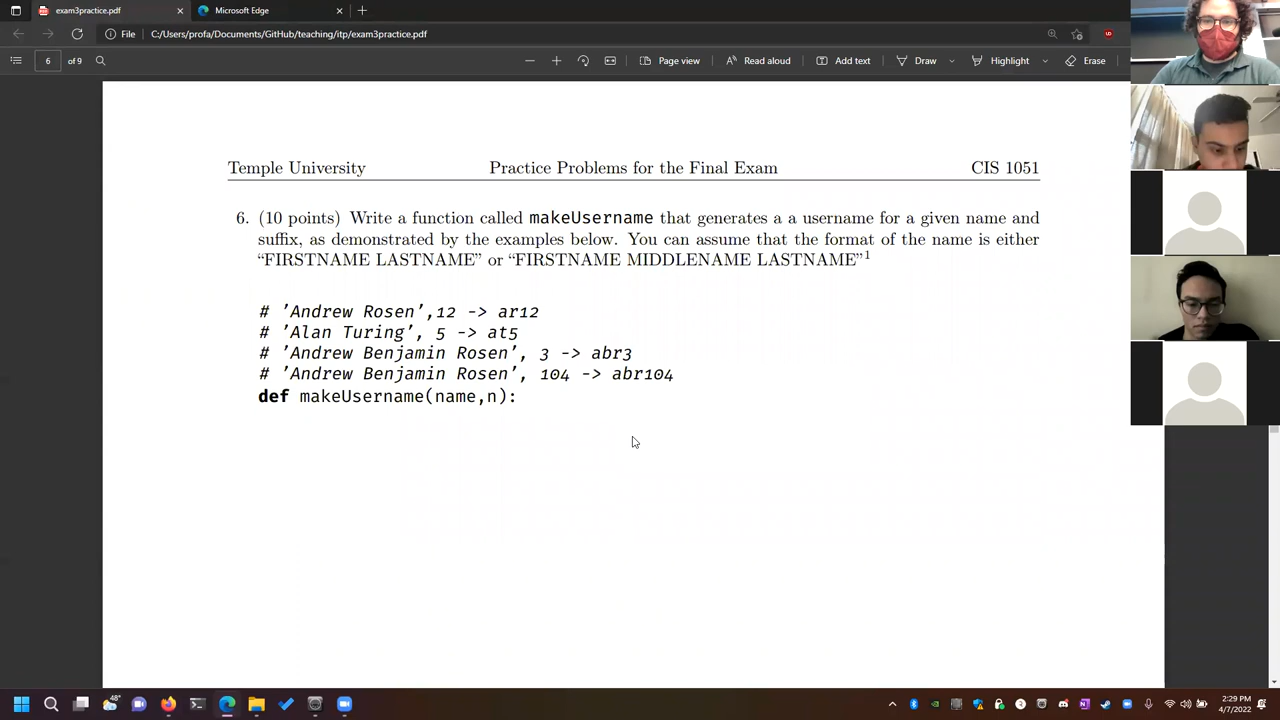 exam3practice.pdf
Microsoft Edge
File
C:/Users/profa/Documents/GitHub/teaching/itp/exam3practice.pdf
6 of 9
Page view
Read aloud
Add text
Draw
Highlight
Erase
Temple University Practice Problems for the Final Exam CIS 1051
6. (10 points) Write a function called makeUsername that generates a a username for a given name and
suffix, as demonstrated by the examples below. You can assume that the format of the name is either
“FIRSTNAME LASTNAME” or “FIRSTNAME MIDDLENAME LASTNAME”1
# ’Andrew Rosen’,12 -> ar12
# ’Alan Turing’, 5 -> at5
# ’Andrew Benjamin Rosen’, 3 -> abr3
# ’Andrew Benjamin Rosen’, 104 -> abr104
def makeUsername(name,n):
48°
2:29 PM
4/7/2022